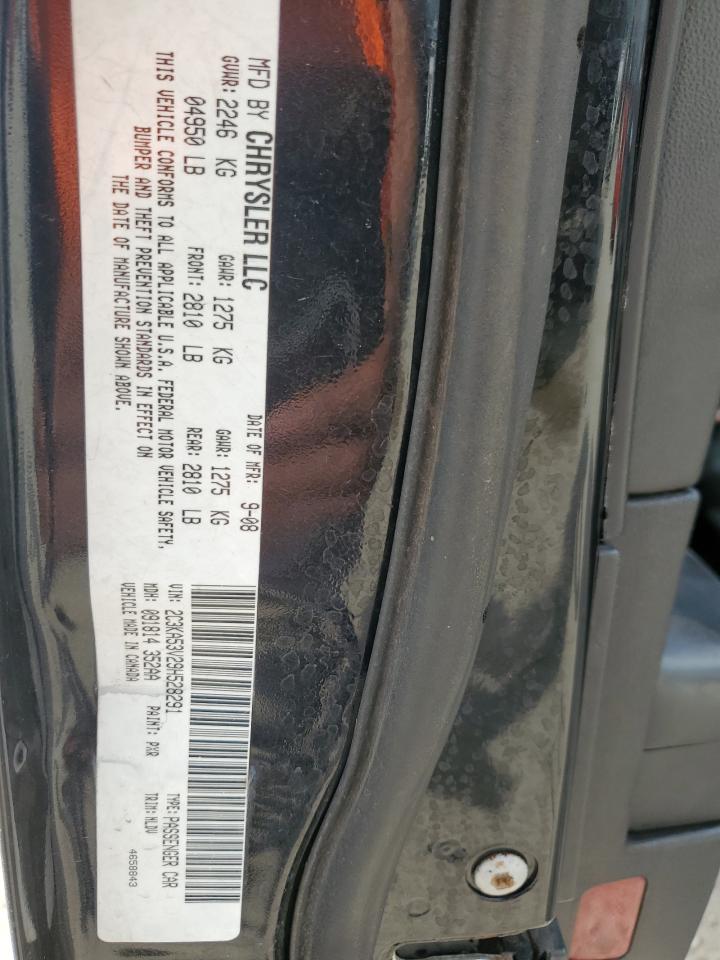 MFD BY CHRYSLER LLC
DATE OF MFR: 9-08
GVWR: 2246 KG
GAWR: 1275 KG
GAWR: 1275 KG
04950 LB
FRONT: 2810 LB
REAR: 2810 LB
THIS VEHICLE CONFORMS TO ALL APPLICABLE U.S.A. FEDERAL MOTOR VEHICLE SAFETY,
BUMPER AND THEFT PREVENTION STANDARDS IN EFFECT ON
THE DATE OF MANUFACTURE SHOWN ABOVE.
VIN: 2C3KA53V29H528291
TYPE: PASSENGER CAR
MDH: 091814 352AA
PAINT: PXR
TRIM: MLDV
VEHICLE MADE IN CANADA
4658843